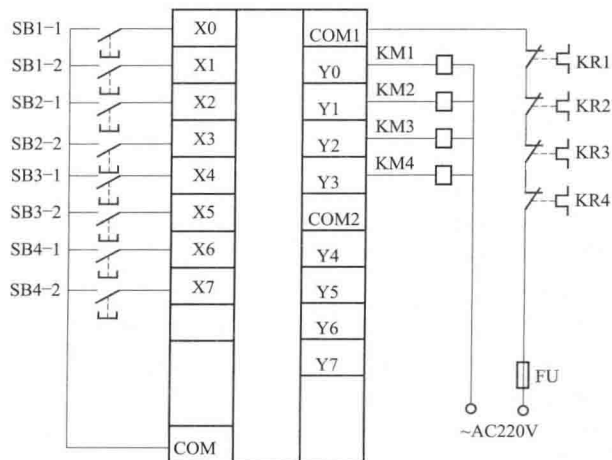 SB1-1
SB1-2
SB2-1
SB2-2
SB3-1
SB3-2
SB4-1
SB4-2
X0
X1
X2
X3
X4
X5
X6
X7
COM
COM1
Y0
Y1
Y2
Y3
COM2
Y4
Y5
Y6
Y7
KM1
KM2
KM3
KM4
KR1
KR2
KR3
KR4
FU
~AC220V